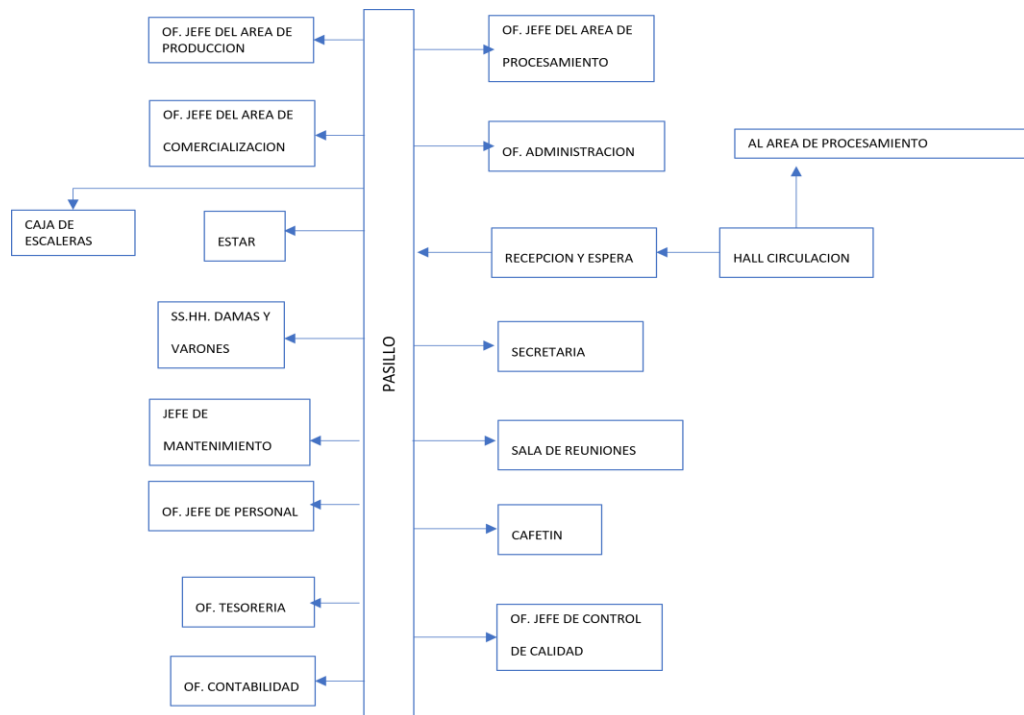 OF. JEFE DEL AREA DE
PRODUCCION
OF. JEFE DEL AREA DE
PROCESAMIENTO
OF. JEFE DEL AREA DE
COMERCIALIZACION
OF. ADMINISTRACION
AL AREA DE PROCESAMIENTO
CAJA DE
ESCALERAS
ESTAR
RECEPCION Y ESPERA
HALL CIRCULACION
SS.HH. DAMAS Y
VARONES
PASILLO
SECRETARIA
JEFE DE
MANTENIMIENTO
SALA DE REUNIONES
OF. JEFE DE PERSONAL
CAFETIN
OF. TESORERIA
OF. JEFE DE CONTROL
DE CALIDAD
OF. CONTABILIDAD